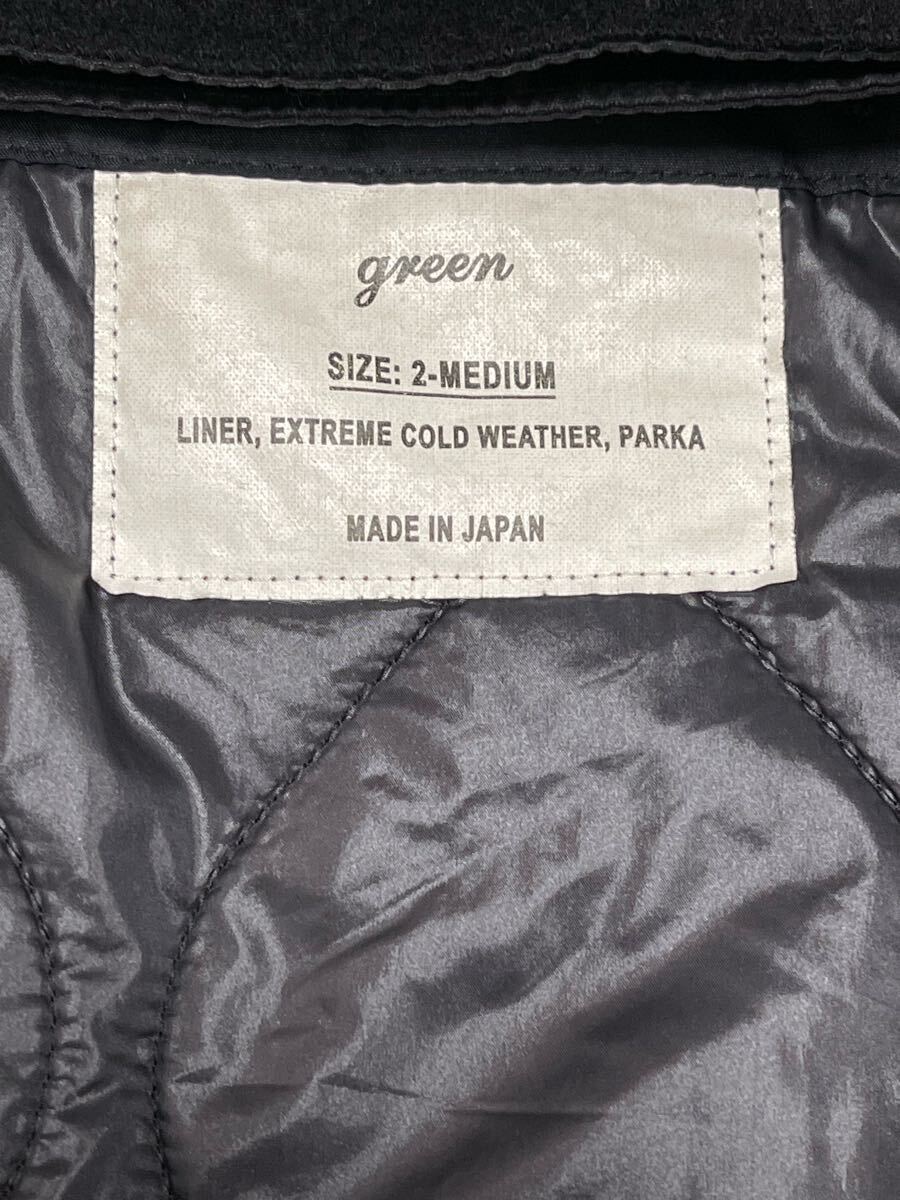 green
SIZE: 2-MEDIUM
LINER, EXTREME COLD WEATHER, PARKA
MADE IN JAPAN